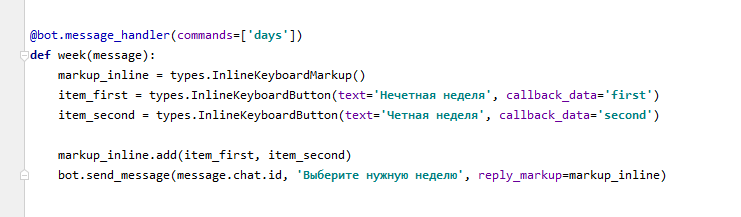 @bot.message_handler(commands=['days'])
def week(message):
    markup_inline = types.InlineKeyboardMarkup()
    item_first = types.InlineKeyboardButton(text='Нечетная неделя', callback_data='first')
    item_second = types.InlineKeyboardButton(text='Четная неделя', callback_data='second')

    markup_inline.add(item_first, item_second)
    bot.send_message(message.chat.id, 'Выберите нужную неделю', reply_markup=markup_inline)